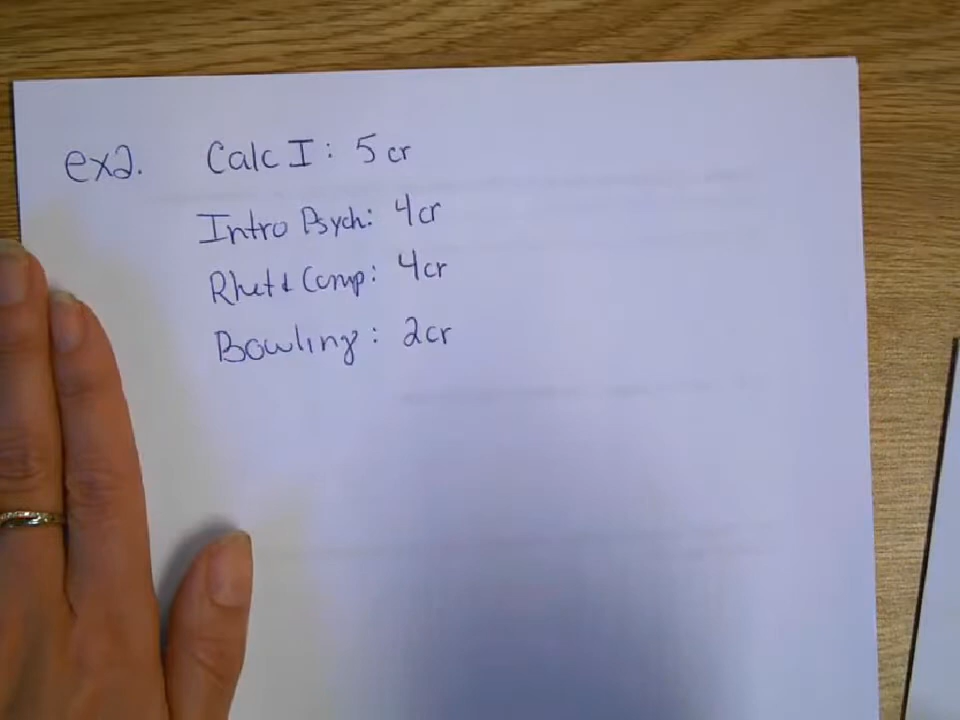 ex2. Calc I: 5 cr
Intro Psych: 4cr
Rhet & Comp: 4cr
Bowling: 2cr